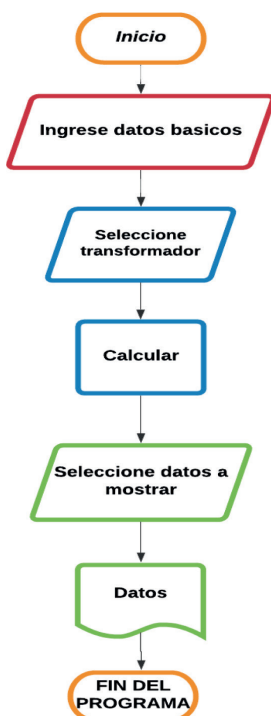 Inicio
Ingrese datos basicos
Seleccione
transformador
Calcular
Seleccione datos a
mostrar
Datos
FIN DEL
PROGRAMA